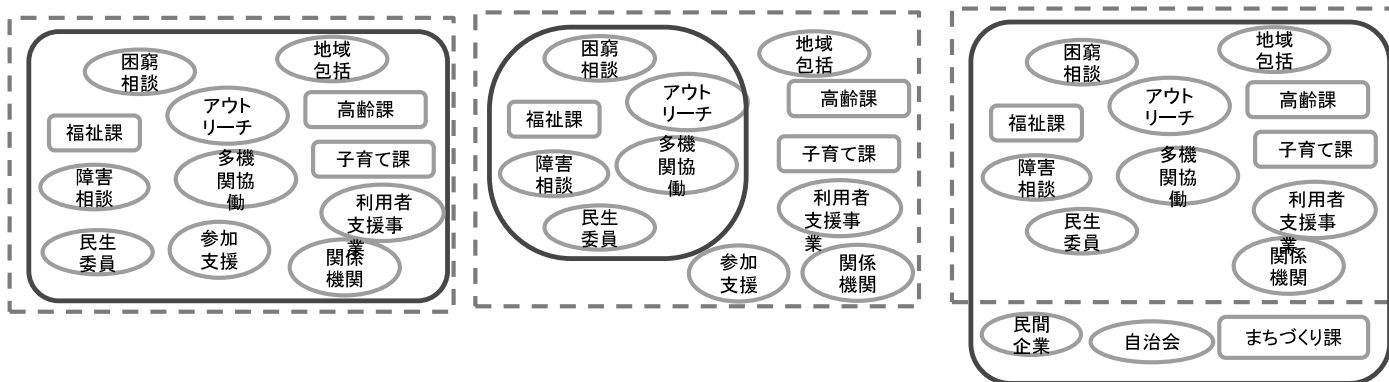 困窮
相談
地域
包括
アウト
リーチ
高齢課
福祉課
子育て課
多機
関協
働
障害
相談
利用者
支援事
業
民生
委員
参加
支援
関係
機関
困窮
相談
地域
包括
アウト
リーチ
高齢課
福祉課
子育て課
多機
関協
働
障害
相談
利用者
支援事
業
民生
委員
参加
支援
関係
機関
困窮
相談
地域
包括
アウト
リーチ
高齢課
福祉課
子育て課
多機
関協
働
障害
相談
利用者
支援事
業
民生
委員
関係
機関
民間
企業
自治会
まちづくり課